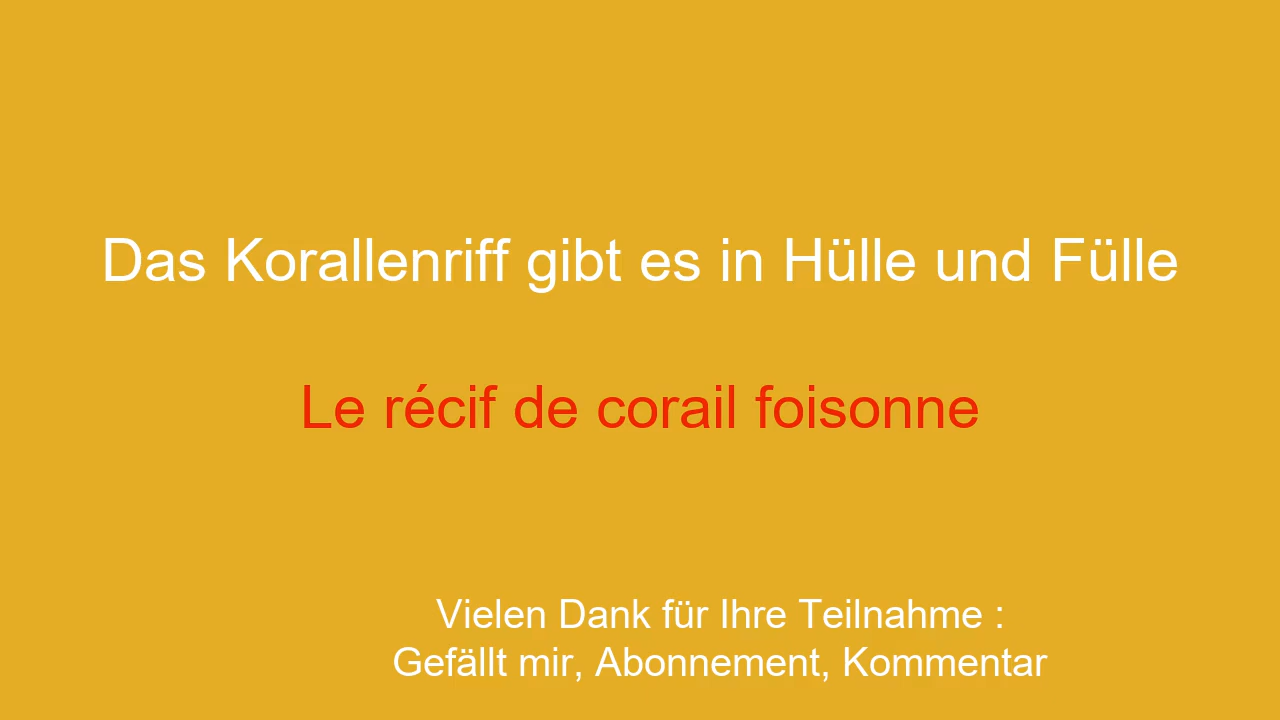 Das Korallenriff gibt es in Hülle und Fülle
Le récif de corail foisonne
Vielen Dank für Ihre Teilnahme :
Gefällt mir, Abonnement, Kommentar